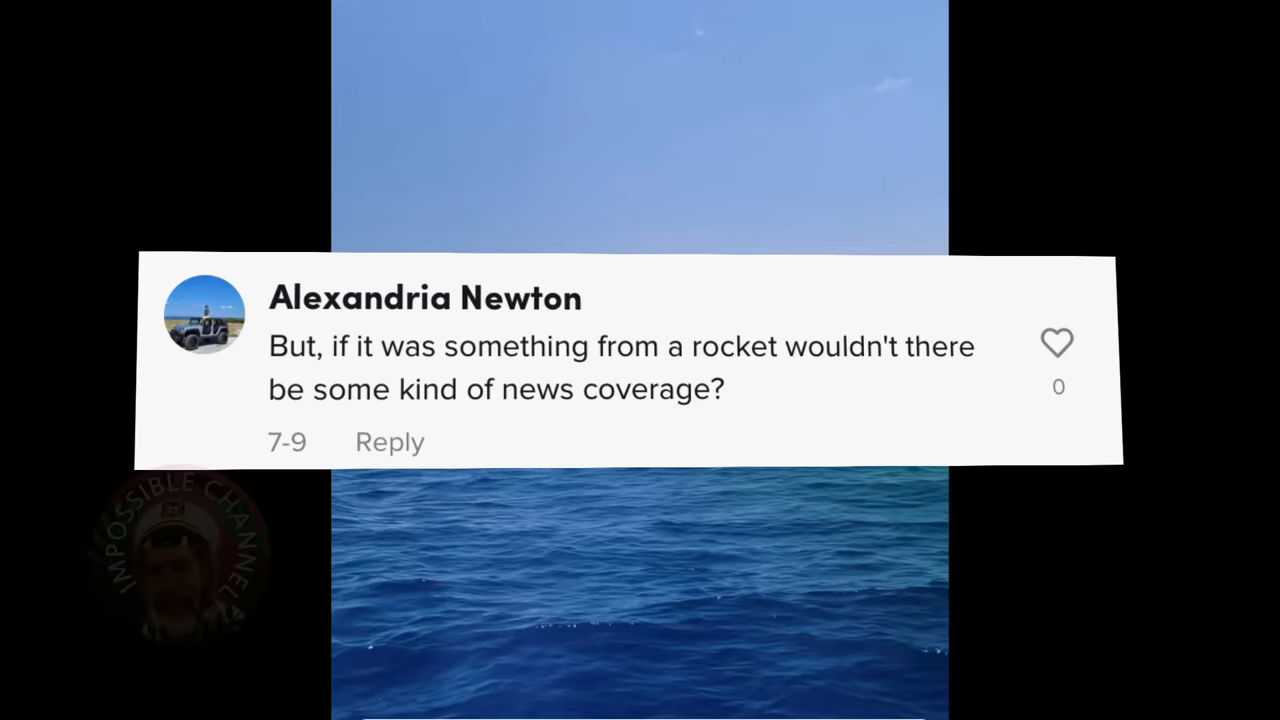 Alexandria Newton
But, if it was something from a rocket wouldn't there
be some kind of news coverage?
0
7-9 Reply
IMPOSSIBLE CHANNEL